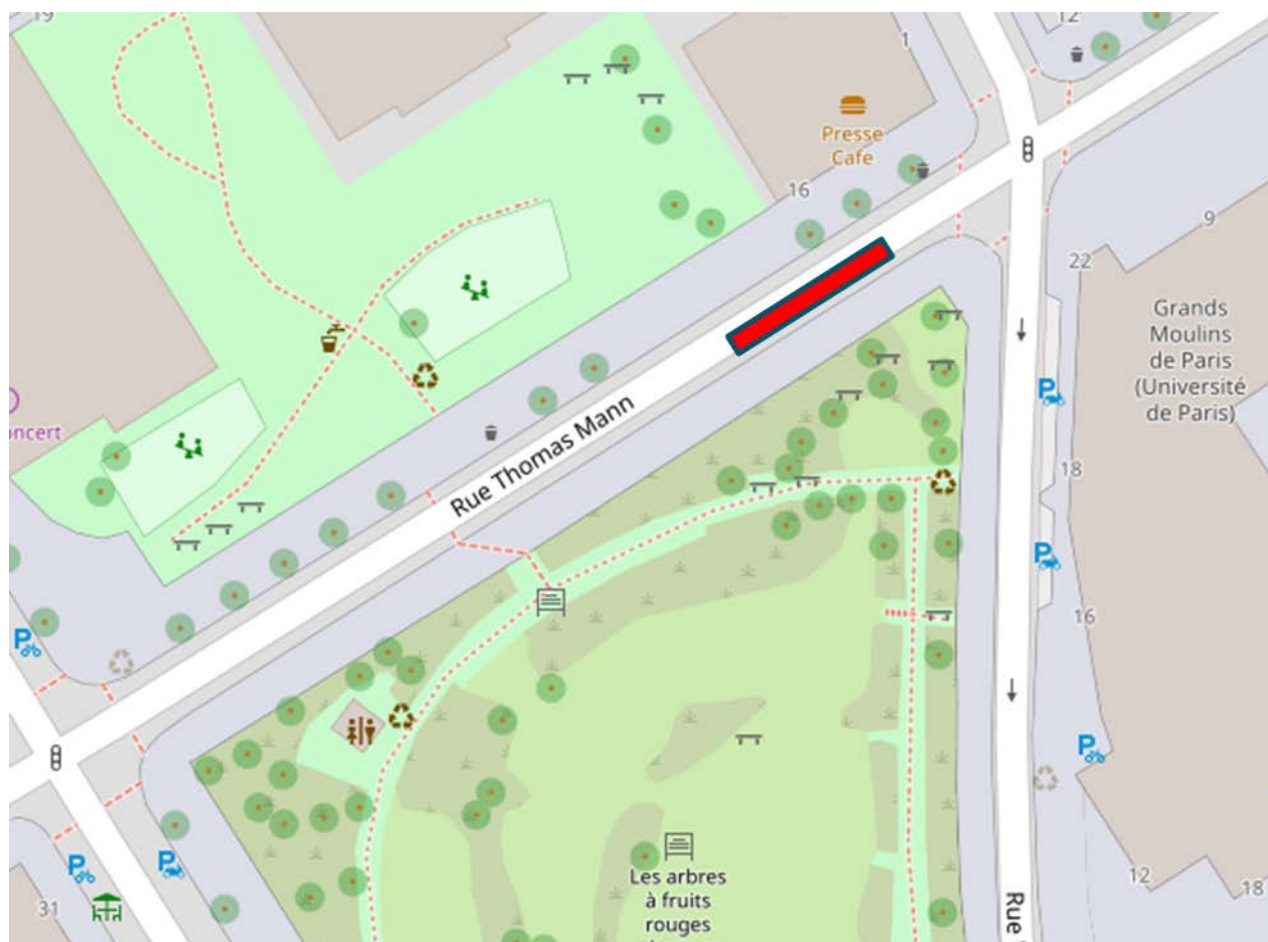 19
12
1
Presse
Cafe
16
9
22
Grands
Moulins
de Paris
(Université
de Paris)
P
oncert
Rue Thomas Mann
18
P
16
P
P
Les arbres
à fruits
rouges
P
P
31
12
18
Rue